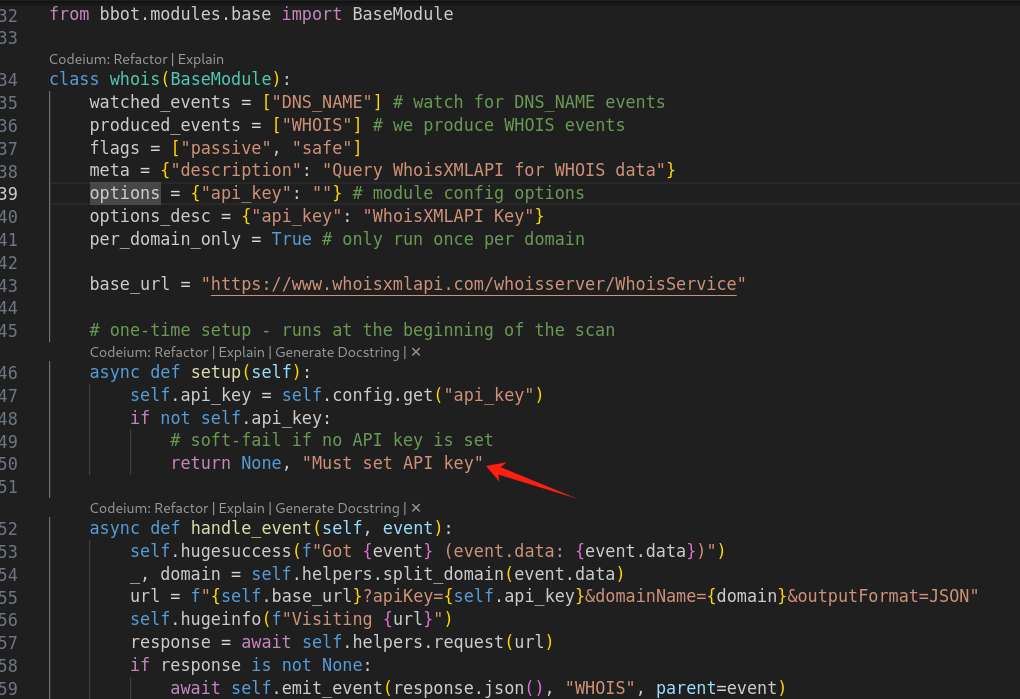 32 from bbot.modules.base import BaseModule
33
Codeium: Refactor | Explain
34 class whois(BaseModule):
35     watched_events = ["DNS_NAME"] # watch for DNS_NAME events
36     produced_events = ["WHOIS"] # we produce WHOIS events
37     flags = ["passive", "safe"]
38     meta = {"description": "Query WhoisXMLAPI for WHOIS data"}
39     options = {"api_key": ""} # module config options
40     options_desc = {"api_key": "WhoisXMLAPI Key"}
41     per_domain_only = True # only run once per domain
42
43     base_url = "https://www.whoisxmlapi.com/whoisserver/WhoisService"
44
45     # one-time setup - runs at the beginning of the scan
Codeium: Refactor | Explain | Generate Docstring | ✕
46     async def setup(self):
47         self.api_key = self.config.get("api_key")
48         if not self.api_key:
49             # soft-fail if no API key is set
50             return None, "Must set API key"
51
Codeium: Refactor | Explain | Generate Docstring | ✕
52     async def handle_event(self, event):
53         self.hugesuccess(f"Got {event} (event.data: {event.data})")
54         _, domain = self.helpers.split_domain(event.data)
55         url = f"{self.base_url}?apiKey={self.api_key}&domainName={domain}&outputFormat=JSON"
56         self.hugeinfo(f"Visiting {url}")
57         response = await self.helpers.request(url)
58         if response is not None:
59             await self.emit_event(response.json(), "WHOIS", parent=event)